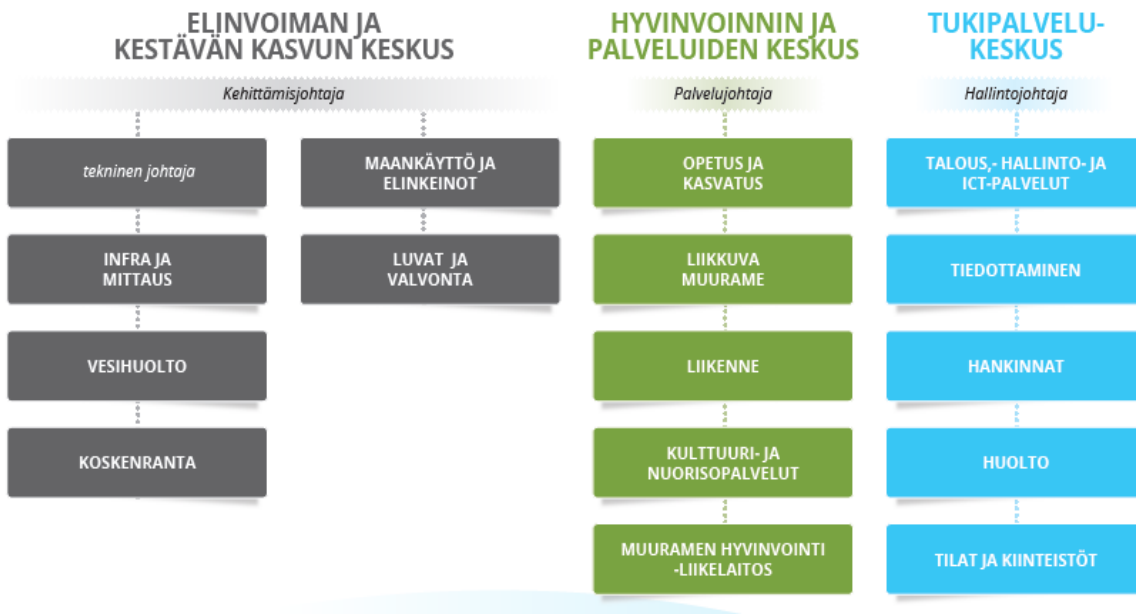 ELINVOIMAN JA
KESTÄVÄN KASVUN KESKUS
Kehittämisjohtaja
tekninen johtaja
INFRA JA
MITTAUS
VESIHUOLTO
KOSKENRANTA
MAANKÄYTTÖ JA
ELINKEINOT
LUVAT JA
VALVONTA
HYVINVOINNIN JA
PALVELUIDEN KESKUS
Palvelujohtaja
OPETUS JA
KASVATUS
LIIKKUVA
MUURAME
LIIKENNE
KULTTUURI- JA
NUORISOPALVELUT
MUURAMEN HYVINVOINTI
-LIIKELAITOS
TUKIPALVELU-
KESKUS
Hallintojohtaja
TALOUS,- HALLINTO- JA
ICT-PALVELUT
TIEDOTTAMINEN
HANKINNAT
HUOLTO
TILAT JA KIINTEISTÖT